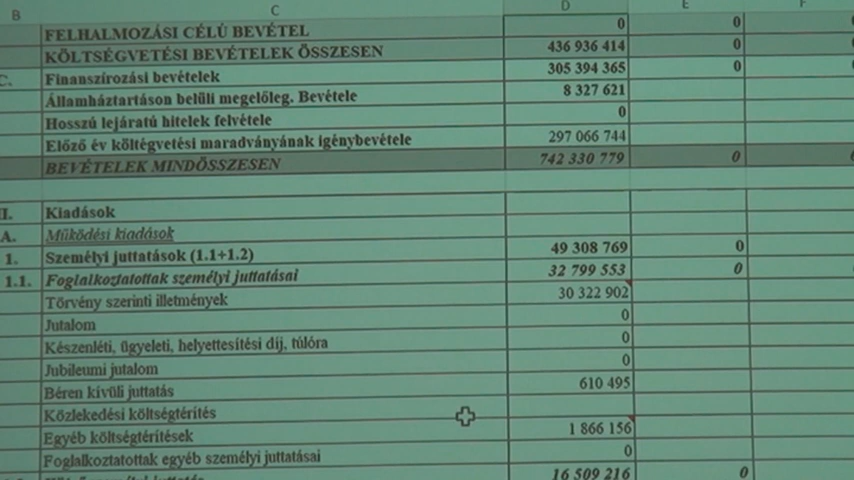 B C D E F
FELHALMOZÁSI CÉLÚ BEVÉTEL 0 0
KÖLTSÉGVETÉSI BEVÉTELEK ÖSSZESEN 436 936 414 0
C. Finanszírozási bevételek 305 394 365 0
Államháztartáson belüli megelőleg. Bevétele 8 327 621
Hosszú lejáratú hitelek felvétele 0
Előző év költégvetési maradványának igénybevétele 297 066 744
BEVÉTELEK MINDÖSSZESEN 742 330 779 0
II. Kiadások
A. Működési kiadások
1. Személyi juttatások (1.1+1.2) 49 308 769 0
1.1. Foglalkoztatottak személyi juttatásai 32 799 553 0
Törvény szerinti illetmények 30 322 902
Jutalom 0
Készenléti, ügyeleti, helyettesítési díj, túlóra 0
Jubileumi jutalom 0
Béren kívüli juttatás 610 495
Közlekedési költségtérítés
Egyéb költségtérítések 1 866 156
Foglalkoztatottak egyéb személyi juttatásai 0
16 509 216 0